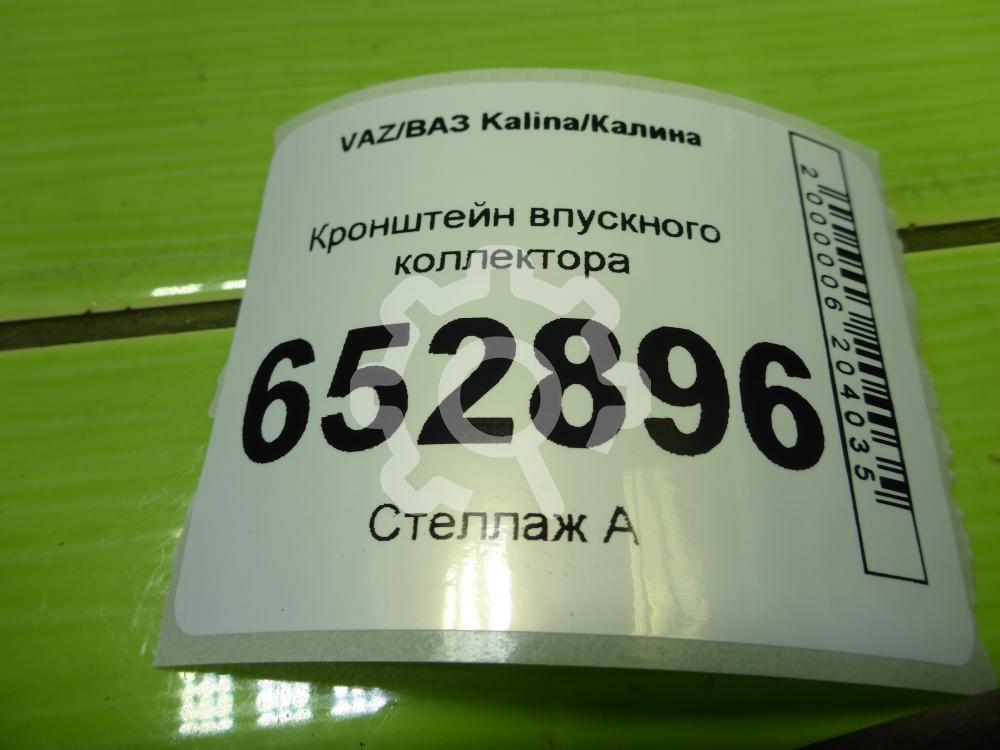 VAZ/ВАЗ Kalina/Калина
Кронштейн впускного
коллектора
652896
Стеллаж А
2000006204035